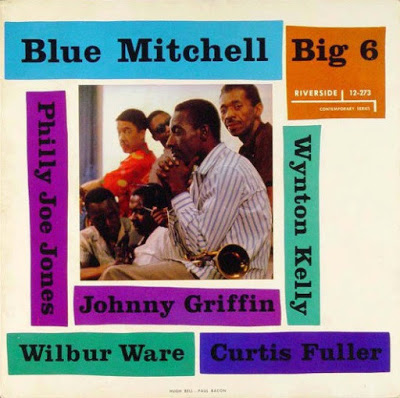 Blue Mitchell
Big 6
RIVERSIDE 12-273
CONTEMPORARY SERIES
Philly Joe Jones
Wynton Kelly
Johnny Griffin
Wilbur Ware
Curtis Fuller